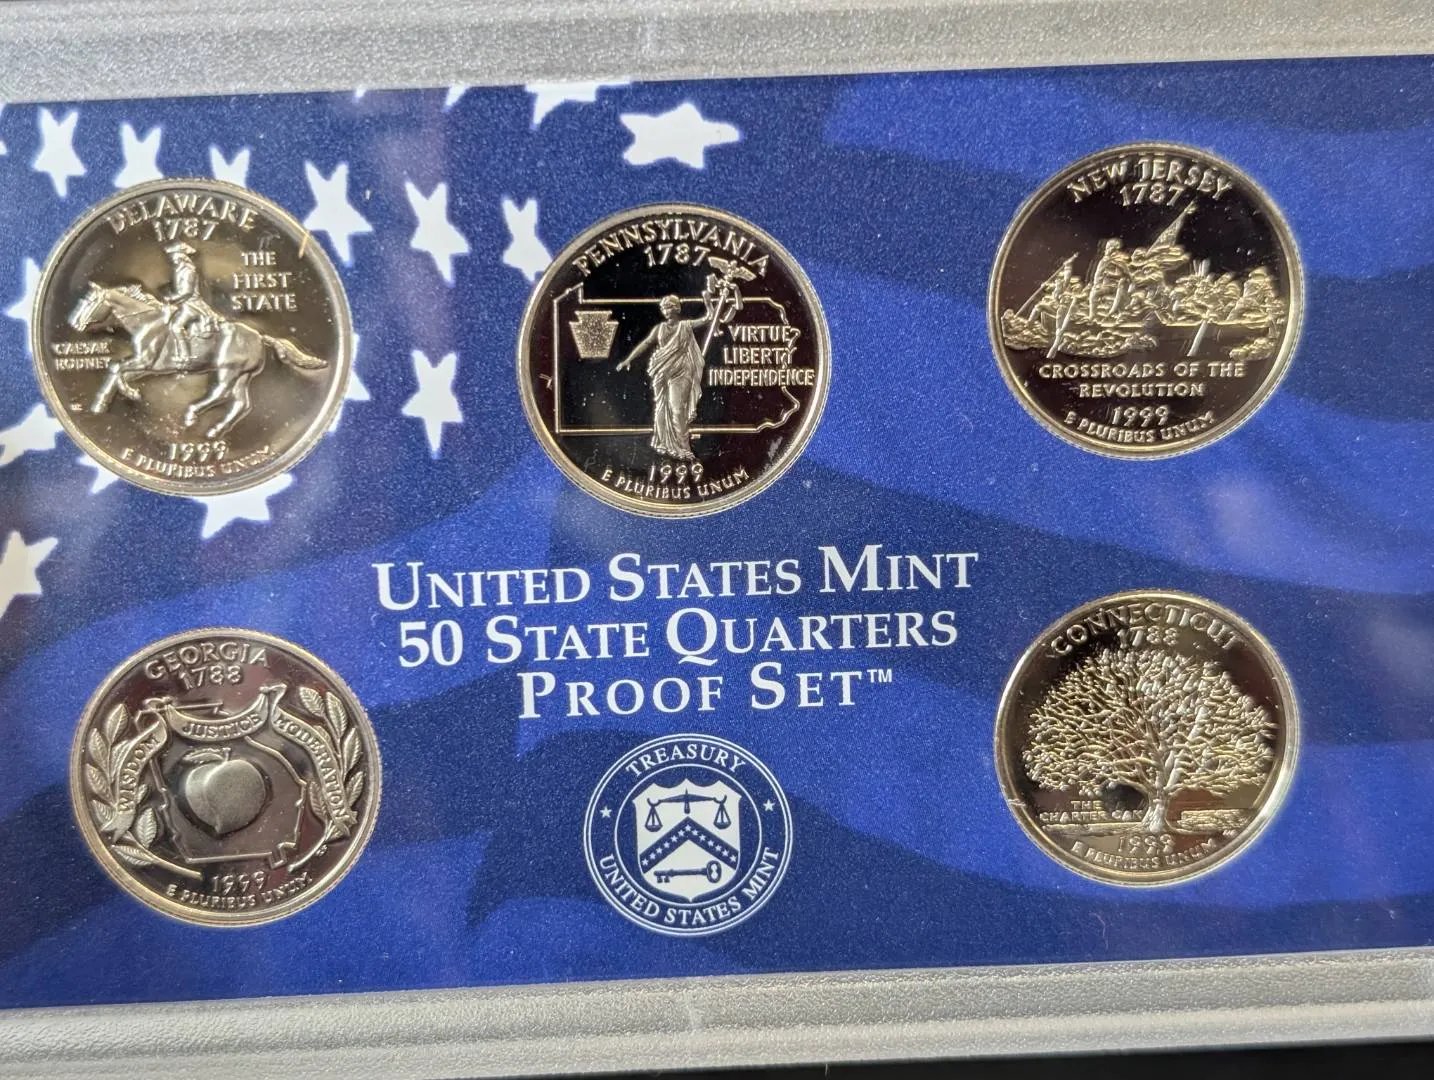 DELAWARE
1787
THE
FIRST
STATE
CAESAR
RODNEY
1999
E PLURIBUS UNUM
PENNSYLVANIA
1787
VIRTUE
LIBERTY
INDEPENDENCE
1999
E PLURIBUS UNUM
NEW JERSEY
1787
CROSSROADS OF THE
REVOLUTION
1999
E PLURIBUS UNUM
UNITED STATES MINT
50 STATE QUARTERS
PROOF SET™
GEORGIA
1788
WISDOM
JUSTICE
MODERATION
1999
E PLURIBUS UNUM
TREASURY
UNITED STATES MINT
CONNECTICUT
1788
THE
CHARTER OAK
1999
E PLURIBUS UNUM